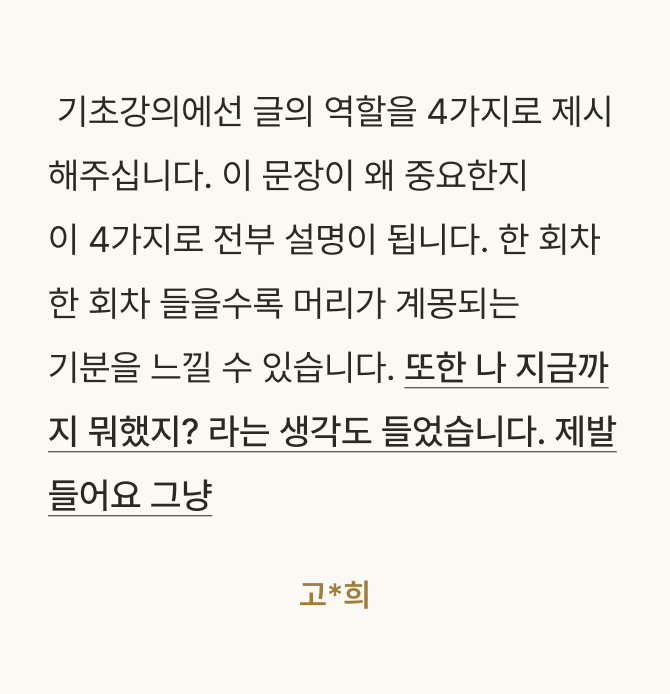 기초강의에선 글의 역할을 4가지로 제시
해주십니다. 이 문장이 왜 중요한지
이 4가지로 전부 설명이 됩니다. 한 회차
한 회차 들을수록 머리가 계몽되는
기분을 느낄 수 있습니다. 또한 나 지금까
지 뭐했지? 라는 생각도 들었습니다. 제발
들어요 그냥
고*희